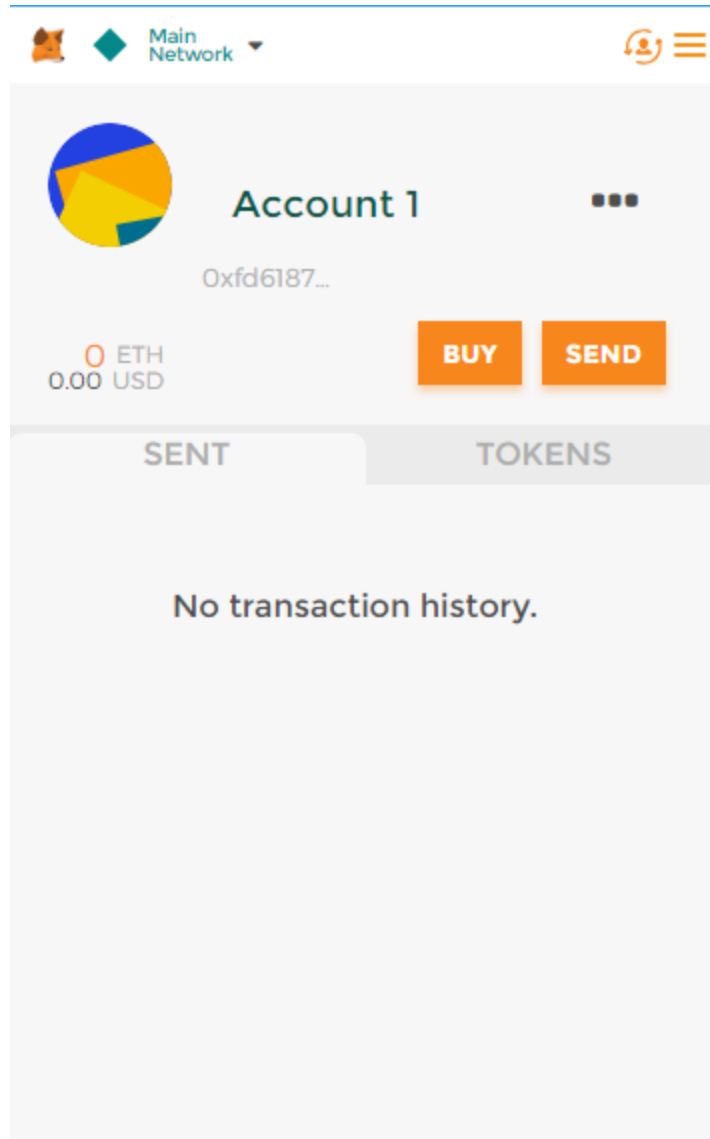 Main
Network
Account 1
0xfd6187...
0 ETH
0.00 USD
BUY
SEND
SENT
TOKENS
No transaction history.